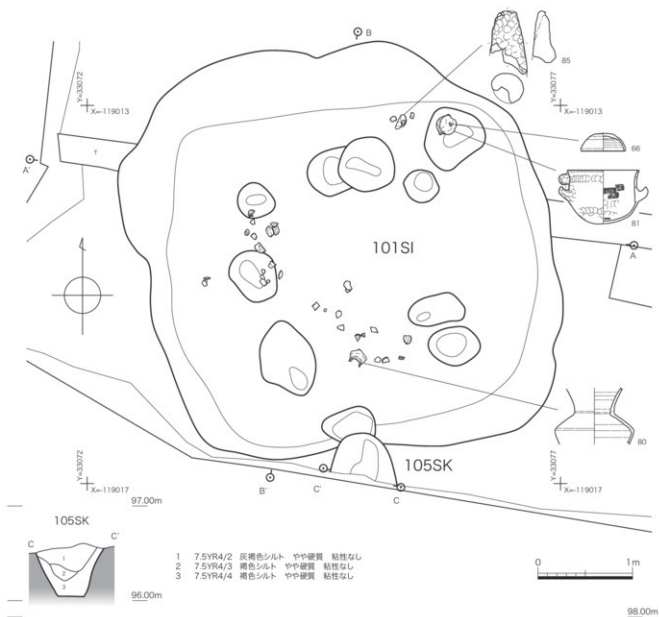 B
85
Y=33072
X=-119013
Y=33077
X=-119013
T
A'
66
81
101SI
A
80
105SK
Y=33072
X=-119017
Y=33077
X=-119017
B'
C'
C
97.00m
105SK
C
C'
1
2
3
96.00m
1 7.5YR4/2 灰褐色シルト やや硬質 粘性なし
2 7.5YR4/3 褐色シルト やや硬質 粘性なし
3 7.5YR4/4 褐色シルト やや硬質 粘性なし
0 1m
98.00m